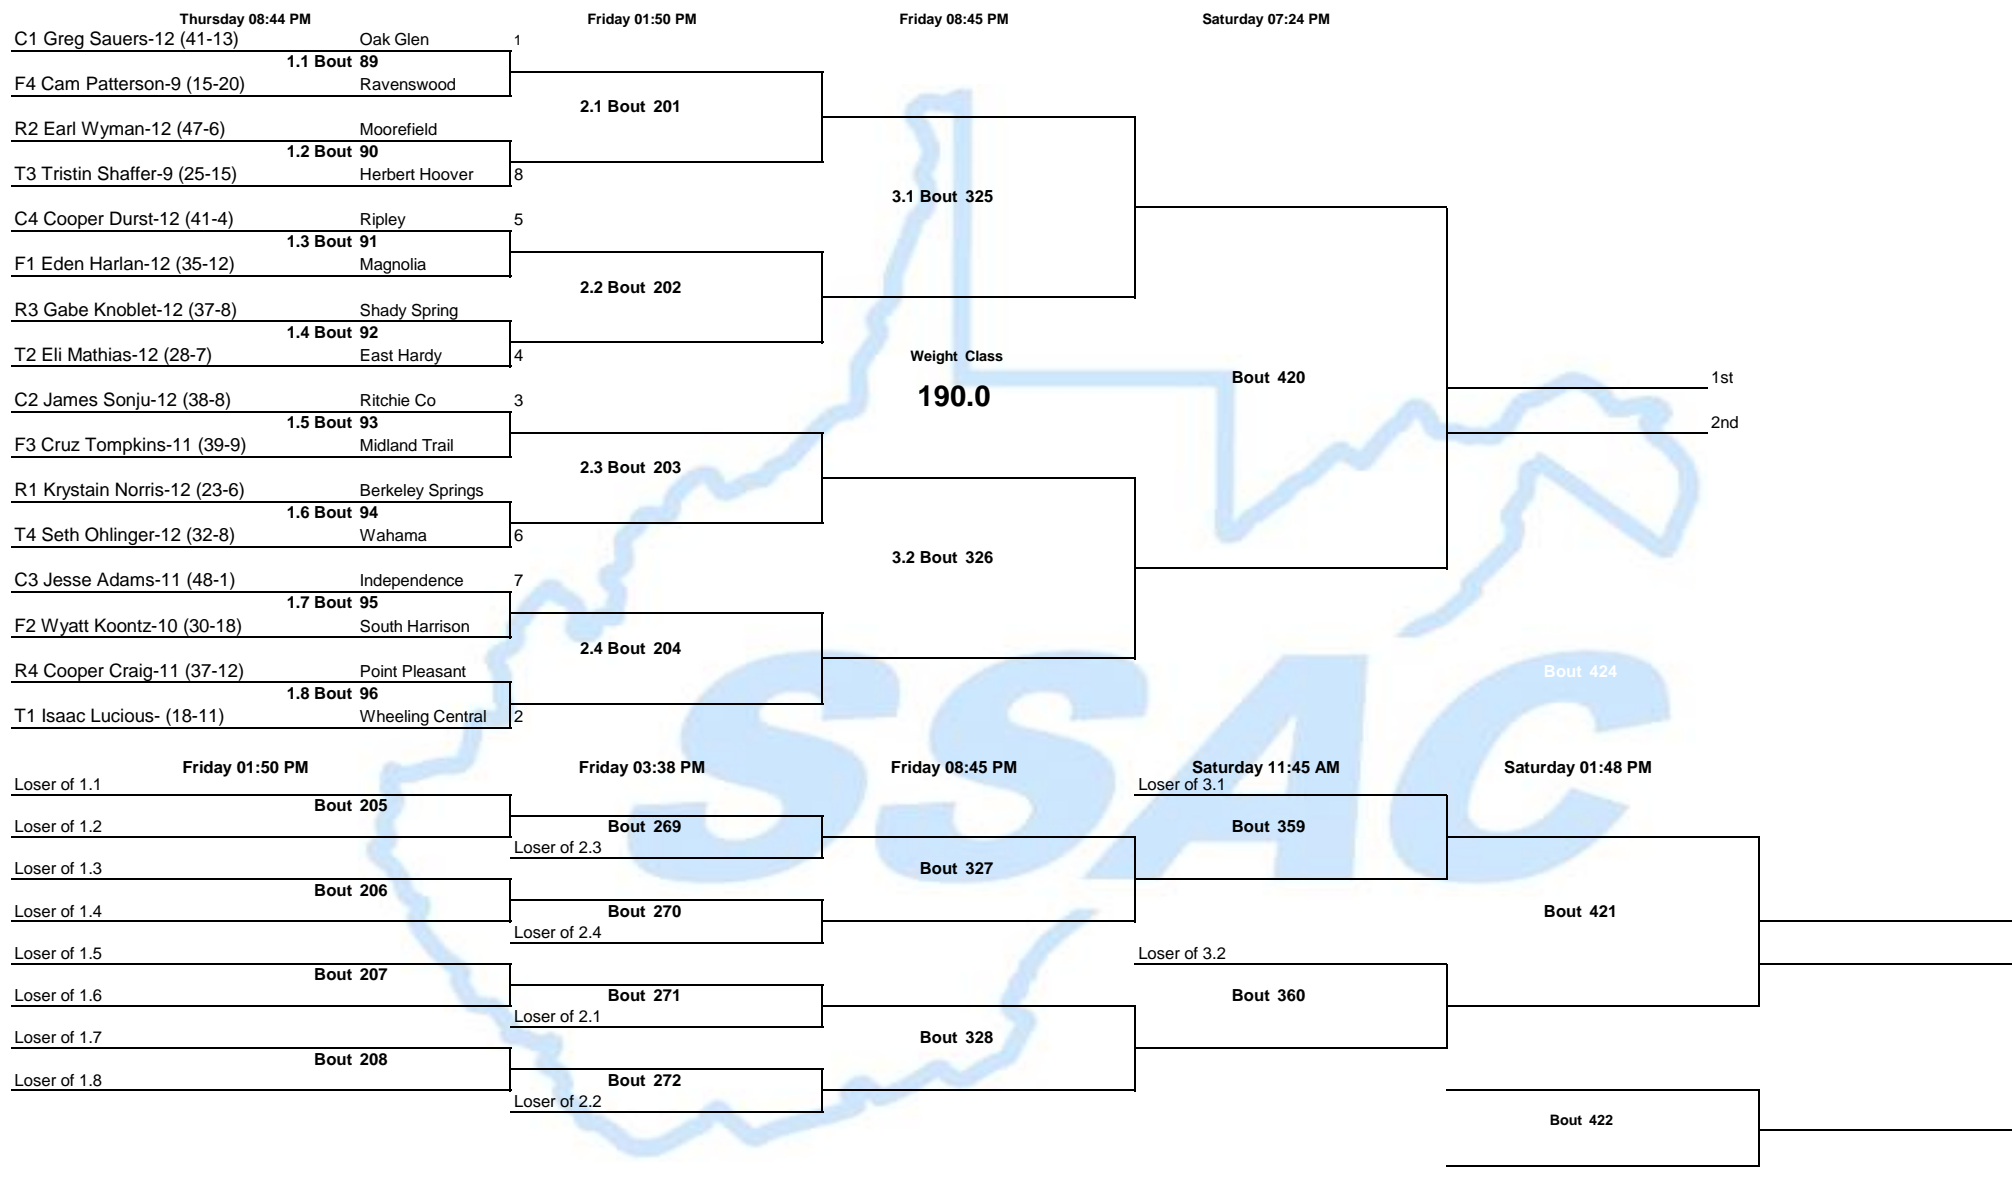 Thursday 08:44 PM Friday 01:50 PM Friday 08:45 PM Saturday 07:24 PM
C1 Greg Sauers-12 (41-13) Oak Glen 1
1.1 Bout 89
F4 Cam Patterson-9 (15-20) Ravenswood
2.1 Bout 201
R2 Earl Wyman-12 (47-6) Moorefield
1.2 Bout 90
T3 Tristin Shaffer-9 (25-15) Herbert Hoover 8
3.1 Bout 325
C4 Cooper Durst-12 (41-4) Ripley 5
1.3 Bout 91
F1 Eden Harlan-12 (35-12) Magnolia
2.2 Bout 202
R3 Gabe Knoblet-12 (37-8) Shady Spring
1.4 Bout 92
T2 Eli Mathias-12 (28-7) East Hardy 4
Weight Class
Bout 420
1st
190.0
C2 James Sonju-12 (38-8) Ritchie Co 3
1.5 Bout 93
2nd
F3 Cruz Tompkins-11 (39-9) Midland Trail
2.3 Bout 203
R1 Krystain Norris-12 (23-6) Berkeley Springs
1.6 Bout 94
T4 Seth Ohlinger-12 (32-8) Wahama 6
3.2 Bout 326
C3 Jesse Adams-11 (48-1) Independence 7
1.7 Bout 95
F2 Wyatt Koontz-10 (30-18) South Harrison
2.4 Bout 204
R4 Cooper Craig-11 (37-12) Point Pleasant
Bout 424
1.8 Bout 96
T1 Isaac Lucious- (18-11) Wheeling Central 2
SSAC
Friday 01:50 PM Friday 03:38 PM Friday 08:45 PM Saturday 11:45 AM Saturday 01:48 PM
Loser of 1.1 Loser of 3.1
Bout 205
Loser of 1.2 Bout 269 Bout 359
Loser of 2.3
Loser of 1.3 Bout 327
Bout 206
Loser of 1.4 Bout 270 Bout 421
Loser of 2.4
Loser of 1.5 Loser of 3.2
Bout 207
Loser of 1.6 Bout 271 Bout 360
Loser of 2.1
Loser of 1.7 Bout 328
Bout 208
Loser of 1.8 Bout 272
Loser of 2.2
Bout 422